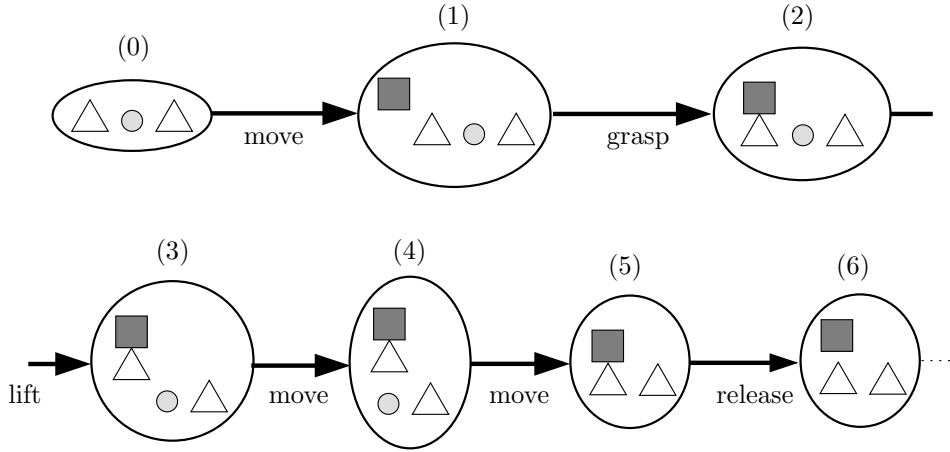 (0) (1) (2)
move grasp
(3) (4) (5) (6)
lift move move release